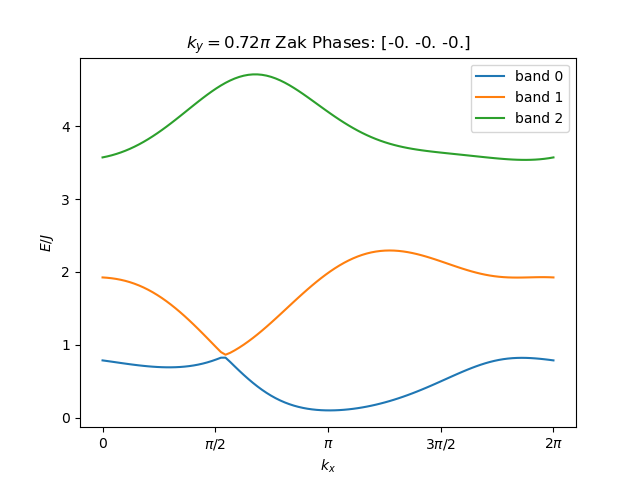 k_y = 0.72π Zak Phases: [-0. -0. -0.]
band 0
band 1
band 2
E/J
4
3
2
1
0
0 π/2 π 3π/2 2π
k_x